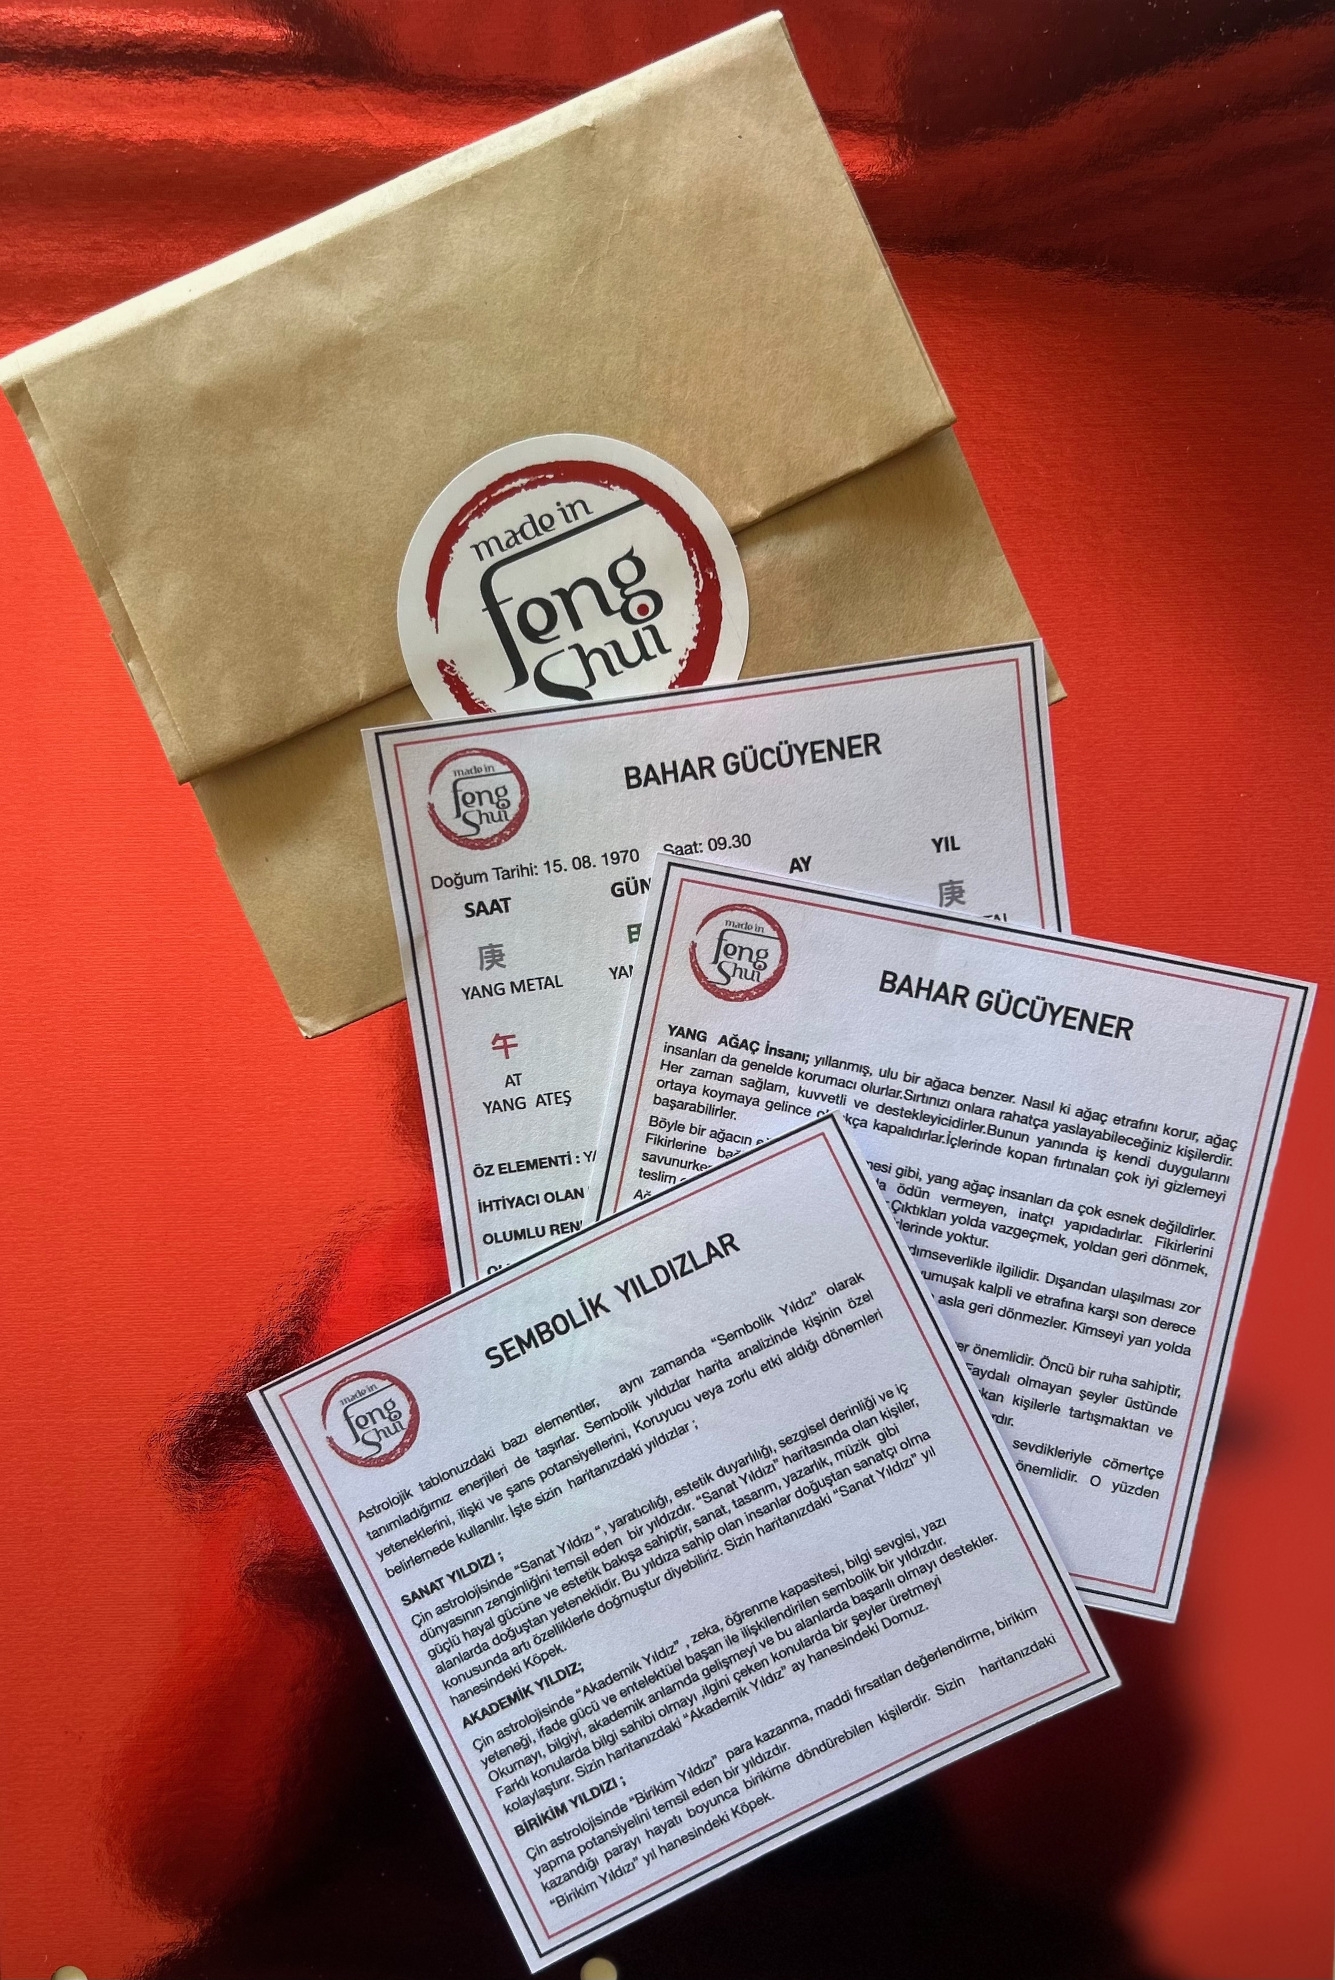 made in
feng
Shui
made in
feng
Shui
BAHAR GÜCÜYENER
Doğum Tarihi: 15. 08. 1970 Saat: 09.30
SAAT GÜN AY YIL
庚 庚
YANG METAL
午
AT
YANG ATEŞ
ÖZ ELEMENTİ :
İHTİYACI OLAN
OLUMLU
made in
feng
Shui
BAHAR GÜCÜYENER
YANG AĞAÇ İnsanı; yıllanmış, ulu bir ağaca benzer. Nasıl ki ağaç etrafını korur, ağaç
insanları da genelde korumacı olurlar.Sırtınızı onlara rahatça yaslayabileceğiniz kişilerdir.
Her zaman sağlam, kuvvetli ve destekleyicidirler.Bunun yanında iş kendi duygularını
ortaya koymaya gelince kapalıdırlar.İçlerinde kopan fırtınaları çok iyi gizlemeyi
başarabilirler.
Böyle bir ağacın gibi, yang ağaç insanları da çok esnek değildirler.
Fikirlerine ödün vermeyen, inatçı yapıdadırlar. Fikirlerini
savunurken Çıktıkları yolda vazgeçmek, yoldan geri dönmek,
teslim yoktur.
ilgilidir. Dışarıdan ulaşılması zor
yumuşak kalpli ve etrafına karşı son derece
asla geri dönmezler. Kimseyi yarı yolda
önemlidir. Öncü bir ruha sahiptir,
Faydalı olmayan şeyler üstünde
kişilerle tartışmaktan ve
sevdikleriyle cömertçe
önemlidir. O yüzden
made in
feng
Shui
SEMBOLİK YILDIZLAR
Astrolojik tablonuzdaki bazı elementler, aynı zamanda “Sembolik Yıldız” olarak
tanımladığımız enerjileri de taşırlar. Sembolik yıldızlar harita analizinde kişinin özel
yeteneklerini, ilişki ve şans potansiyellerini, Koruyucu veya zorlu etki aldığı dönemleri
belirlemede kullanılır. İşte sizin haritanızdaki yıldızlar ;
SANAT YILDIZI ;
Çin astrolojisinde “Sanat Yıldızı “, yaratıcılığı, estetik duyarlılığı, sezgisel derinliği ve iç
dünyasının zenginliğini temsil eden bir yıldızdır. “Sanat Yıldızı” haritasında olan kişiler,
güçlü hayal gücüne ve estetik bakışa sahiptir, sanat, tasarım, yazarlık, müzik gibi
alanlarda doğuştan yeteneklidir. Bu yıldıza sahip olan insanlar doğuştan sanatçı olma
konusunda artı özelliklerle doğmuştur diyebiliriz. Sizin haritanızdaki “Sanat Yıldızı” yıl
hanesindeki Köpek.
AKADEMİK YILDIZ;
Çin astrolojisinde “Akademik Yıldız” , zeka, öğrenme kapasitesi, bilgi sevgisi, yazı
yeteneği, ifade gücü ve entelektüel başarı ile ilişkilendirilen sembolik bir yıldızdır.
Okumayı, bilgiyi, akademik anlamda gelişmeyi ve bu alanlarda başarılı olmayı destekler.
Farklı konularda bilgi sahibi olmayı ,ilgini çeken konularda bir şeyler üretmeyi
kolaylaştırır. Sizin haritanızdaki “Akademik Yıldız” ay hanesindeki Domuz.
BİRİKİM YILDIZI ;
Çin astrolojisinde “Birikim Yıldızı” para kazanma, maddi fırsatları değerlendirme, birikim
yapma potansiyelini temsil eden bir yıldızdır.
kazandığı parayı hayatı boyunca birikime döndürebilen kişilerdir. Sizin haritanızdaki
“Birikim Yıldızı” yıl hanesindeki Köpek.